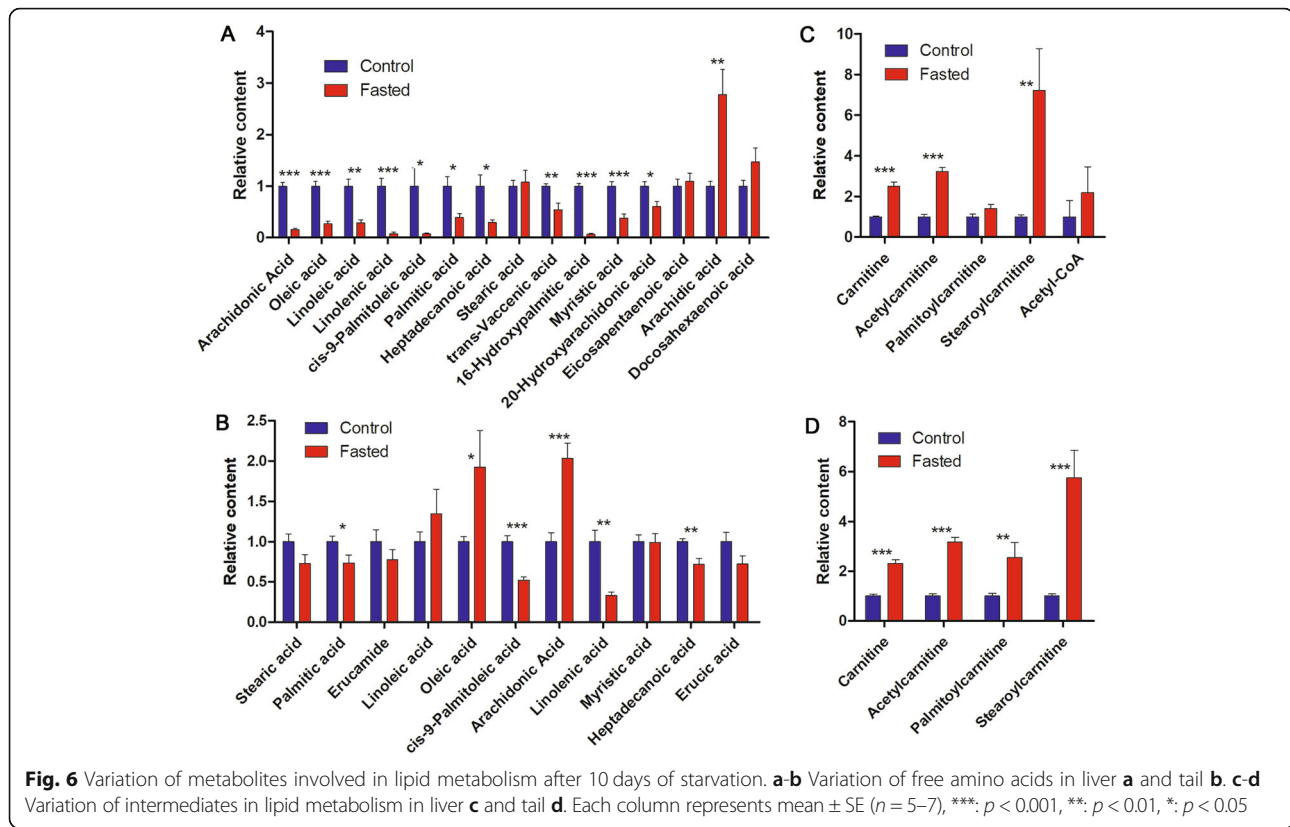 A
Control
Fasted
Relative content
4
3
2
1
0
***
***
**
***
*
*
*
**
***
***
*
**
Arachidonic Acid
Oleic acid
Linoleic acid
Linolenic acid
cis-9-Palmitoleic acid
Palmitic acid
Heptadecanoic acid
Stearic acid
trans-Vaccenic acid
16-Hydroxypalmitic acid
Myristic acid
20-Hydroxyarachidonic acid
Eicosapentaenoic acid
Arachidic acid
Docosahexaenoic acid
C
Control
Fasted
Relative content
10
8
6
4
2
0
***
***
**
Carnitine
Acetylcarnitine
Palmitoylcarnitine
Stearoylcarnitine
Acetyl-CoA
B
Control
Fasted
Relative content
2.5
2.0
1.5
1.0
0.5
0.0
*
*
***
***
**
**
Stearic acid
Palmitic acid
Erucamide
Linoleic acid
Oleic acid
cis-9-Palmitoleic acid
Arachidonic Acid
Linolenic acid
Myristic acid
Heptadecanoic acid
Erucic acid
D
Control
Fasted
Relative content
8
6
4
2
0
***
***
**
***
Carnitine
Acetylcarnitine
Palmitoylcarnitine
Stearoylcarnitine
Fig. 6 Variation of metabolites involved in lipid metabolism after 10 days of starvation. a-b Variation of free amino acids in liver a and tail b. c-d
Variation of intermediates in lipid metabolism in liver c and tail d. Each column represents mean ± SE (n = 5–7), ***: p < 0.001, **: p < 0.01, *: p < 0.05